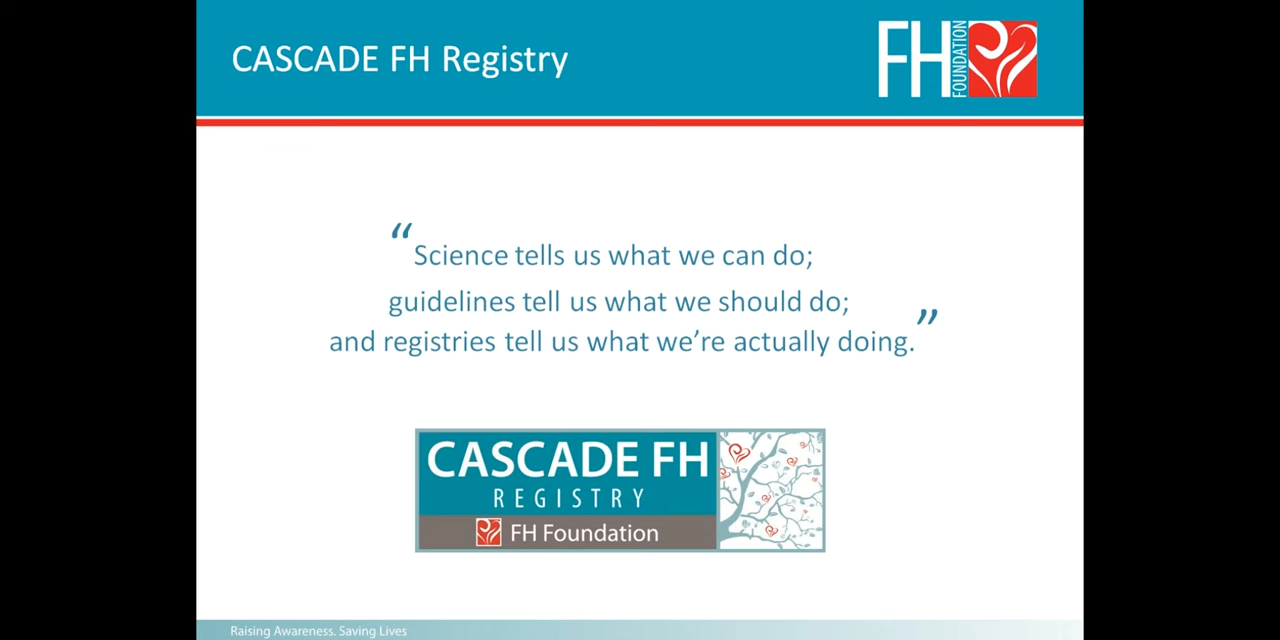 CASCADE FH Registry
FH
FOUNDATION
“Science tells us what we can do;
guidelines tell us what we should do;
and registries tell us what we’re actually doing.”
CASCADE FH
REGISTRY
FH Foundation
Raising Awareness. Saving Lives